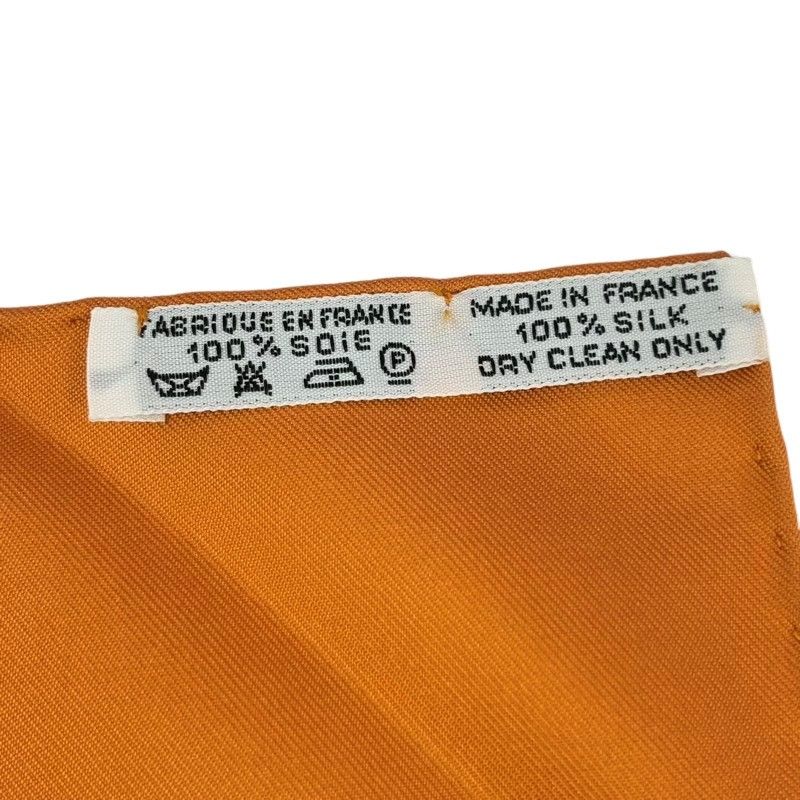 FABRIQUE EN FRANCE
100% SOIE
P
MADE IN FRANCE
100% SILK
DRY CLEAN ONLY